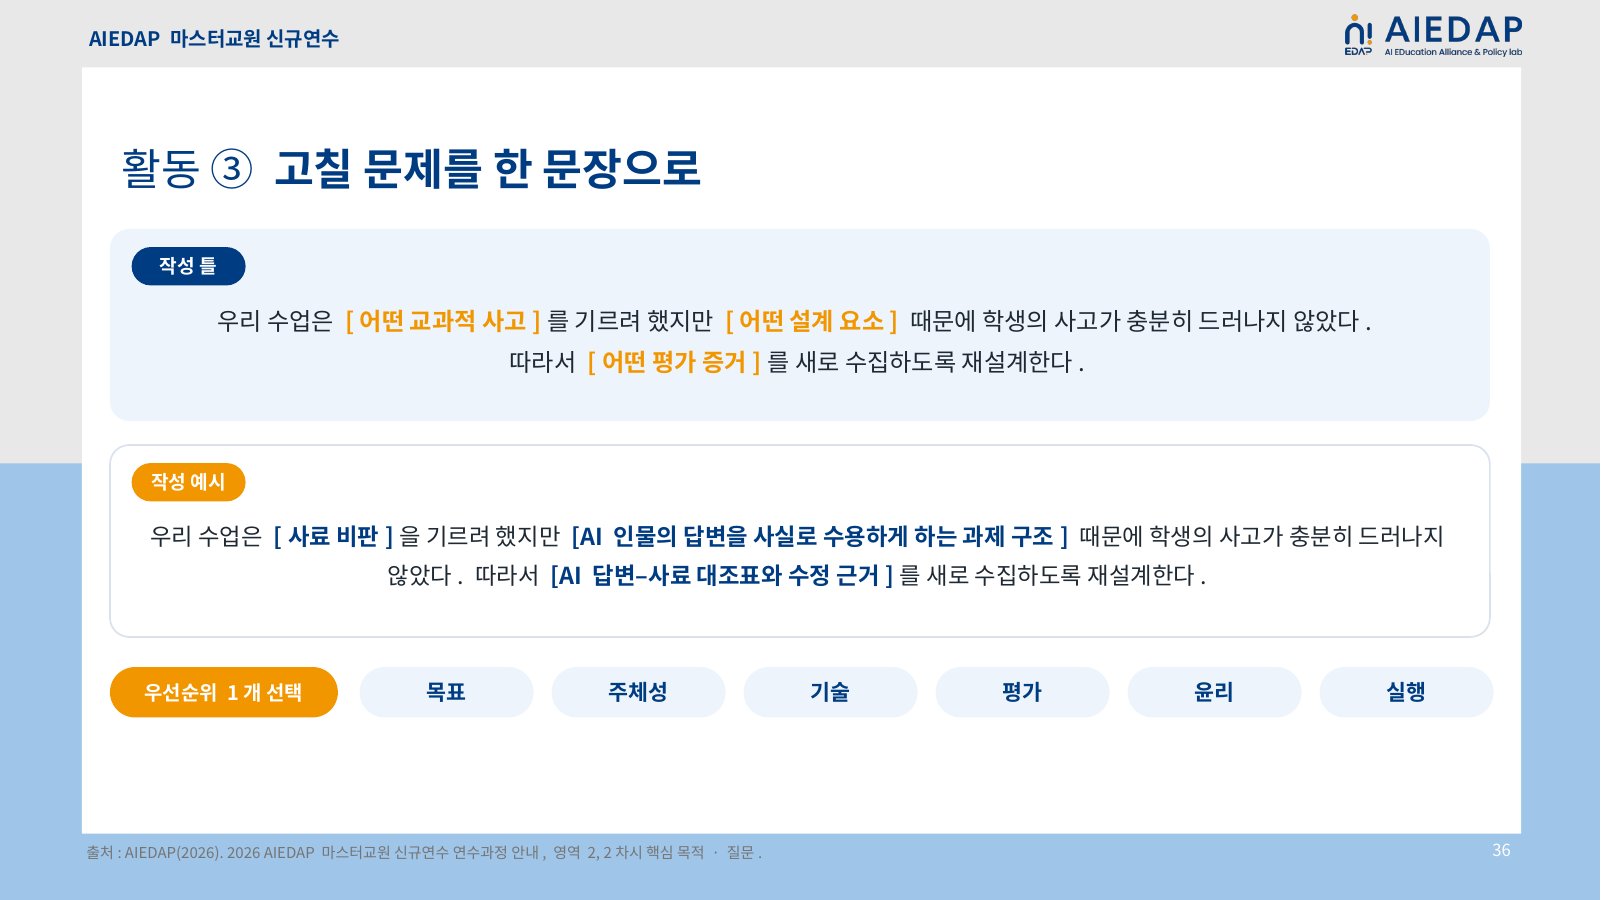 AIEDAP 마스터교원 신규연수
AIEDAP
EDAP
AI EDucation Alliance & Policy lab
활동 ③ 고칠 문제를 한 문장으로
작성 틀
우리 수업은 [ 어떤 교과적 사고 ] 를 기르려 했지만 [ 어떤 설계 요소 ] 때문에 학생의 사고가 충분히 드러나지 않았다 .
따라서 [ 어떤 평가 증거 ] 를 새로 수집하도록 재설계한다 .
작성 예시
우리 수업은 [ 사료 비판 ] 을 기르려 했지만 [AI 인물의 답변을 사실로 수용하게 하는 과제 구조 ] 때문에 학생의 사고가 충분히 드러나지
않았다 . 따라서 [AI 답변–사료 대조표와 수정 근거 ] 를 새로 수집하도록 재설계한다 .
우선순위 1 개 선택
목표
주체성
기술
평가
윤리
실행
출처 : AIEDAP(2026). 2026 AIEDAP 마스터교원 신규연수 연수과정 안내 , 영역 2, 2 차시 핵심 목적 · 질문 .
36